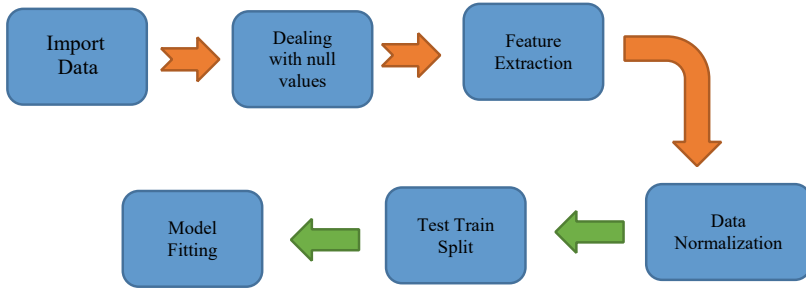 Import
Data
Dealing
with null
values
Feature
Extraction
Data
Normalization
Test Train
Split
Model
Fitting